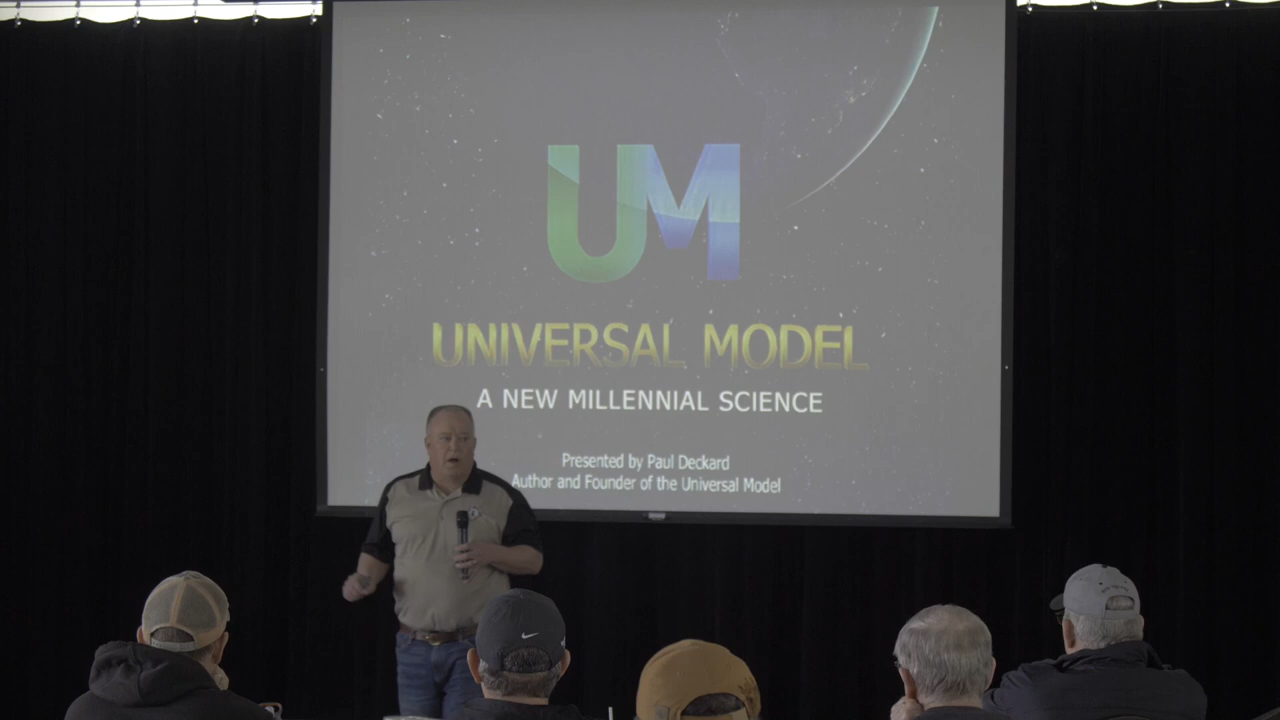 UM
UNIVERSAL MODEL
A NEW MILLENNIAL SCIENCE
Presented by Paul Deckard
Author and Founder of the Universal Model